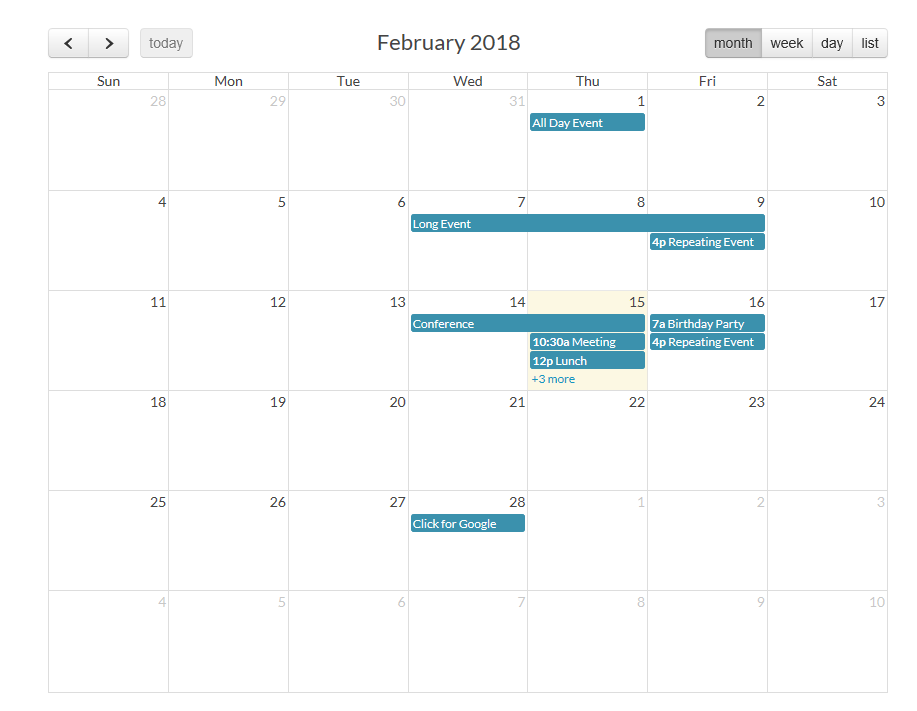 today
February 2018
month week day list
Sun Mon Tue Wed Thu Fri Sat
28 29 30 31 1 2 3
All Day Event
4 5 6 7 8 9 10
Long Event
4p Repeating Event
11 12 13 14 15 16 17
Conference 7a Birthday Party
10:30a Meeting 4p Repeating Event
12p Lunch
+3 more
18 19 20 21 22 23 24
25 26 27 28 1 2 3
Click for Google
4 5 6 7 8 9 10